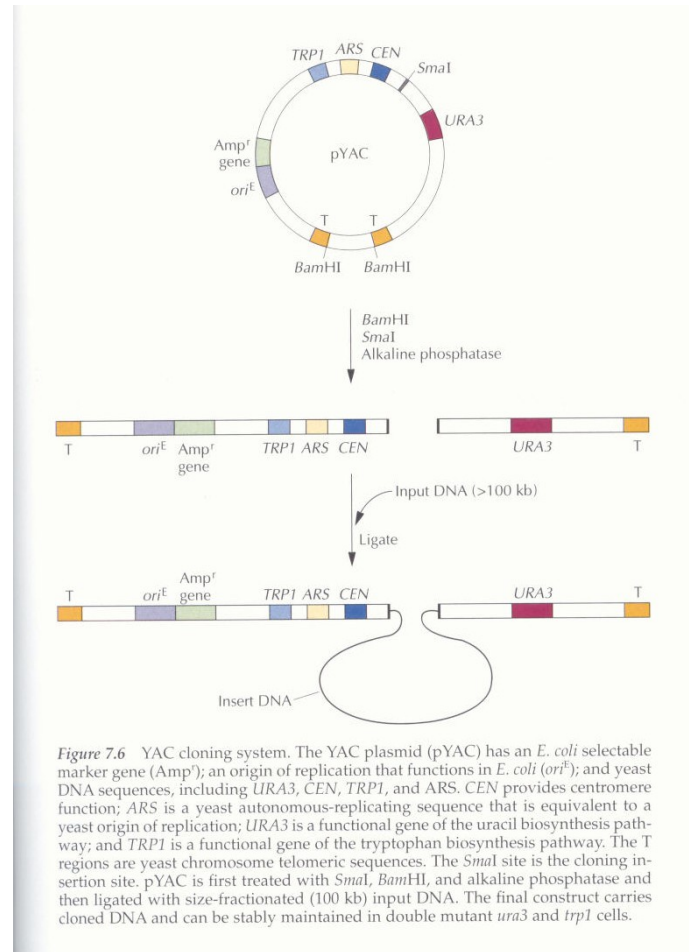 TRP1 ARS CEN
SmaI
URA3
Ampʳ
gene
pYAC
oriᴱ
T T
BamHI BamHI
BamHI
SmaI
Alkaline phosphatase
T oriᴱ Ampʳ TRP1 ARS CEN URA3 T
gene
Input DNA (>100 kb)
Ligate
Ampʳ
T oriᴱ gene TRP1 ARS CEN URA3 T
Insert DNA
Figure 7.6 YAC cloning system. The YAC plasmid (pYAC) has an E. coli selectable
marker gene (Ampʳ); an origin of replication that functions in E. coli (oriᴱ); and yeast
DNA sequences, including URA3, CEN, TRP1, and ARS. CEN provides centromere
function; ARS is a yeast autonomous-replicating sequence that is equivalent to a
yeast origin of replication; URA3 is a functional gene of the uracil biosynthesis path-
way; and TRP1 is a functional gene of the tryptophan biosynthesis pathway. The T
regions are yeast chromosome telomeric sequences. The SmaI site is the cloning in-
sertion site. pYAC is first treated with SmaI, BamHI, and alkaline phosphatase and
then ligated with size-fractionated (100 kb) input DNA. The final construct carries
cloned DNA and can be stably maintained in double mutant ura3 and trp1 cells.